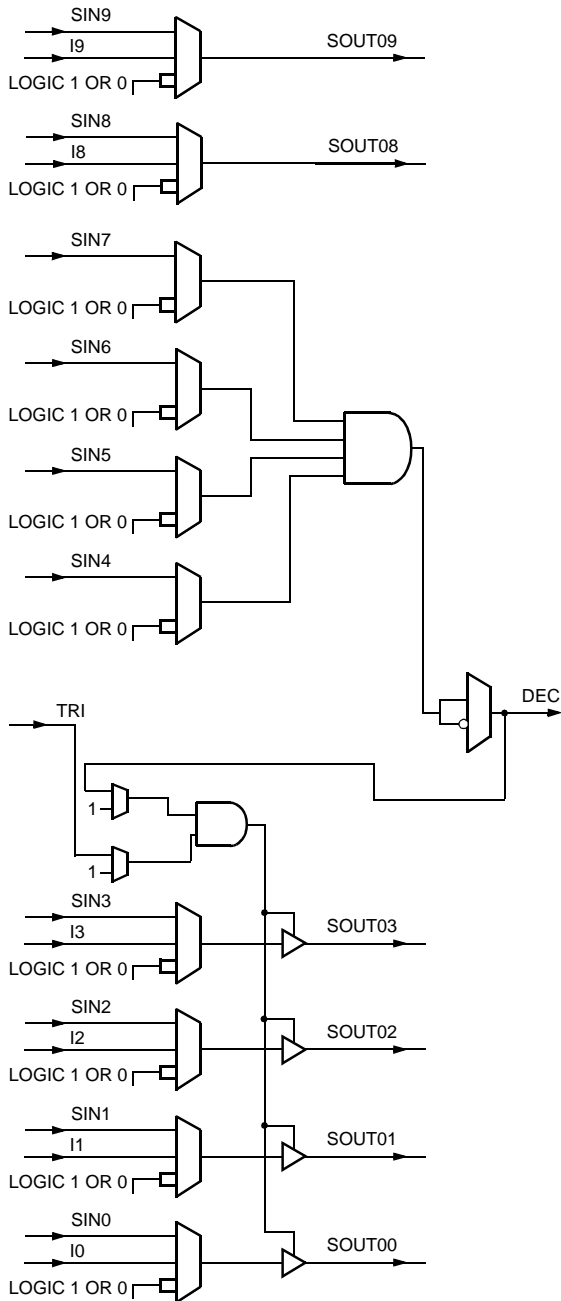 SIN9
I9
SOUT09
LOGIC 1 OR 0
SIN8
I8
SOUT08
LOGIC 1 OR 0
SIN7
LOGIC 1 OR 0
SIN6
LOGIC 1 OR 0
SIN5
LOGIC 1 OR 0
SIN4
LOGIC 1 OR 0
DEC
TRI
1
1
SIN3
I3
SOUT03
LOGIC 1 OR 0
SIN2
I2
SOUT02
LOGIC 1 OR 0
SIN1
I1
SOUT01
LOGIC 1 OR 0
SIN0
I0
SOUT00
LOGIC 1 OR 0